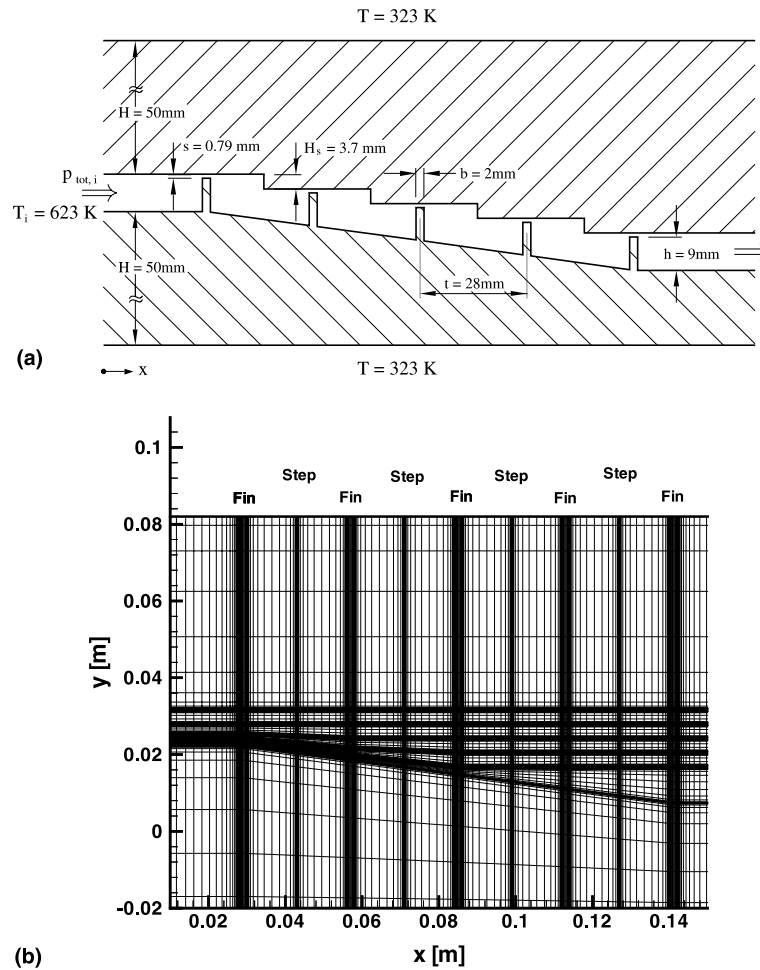 T = 323 K
H = 50mm
s = 0.79 mm
H_s = 3.7 mm
b = 2mm
p_tot, i
T_i = 623 K
H = 50mm
t = 28mm
h = 9mm
(a)
x
T = 323 K
0.1
Step Step Step Step
Fin Fin Fin Fin Fin
0.08
0.06
y [m]
0.04
0.02
0
-0.02
0.02 0.04 0.06 0.08 0.1 0.12 0.14
(b)
x [m]